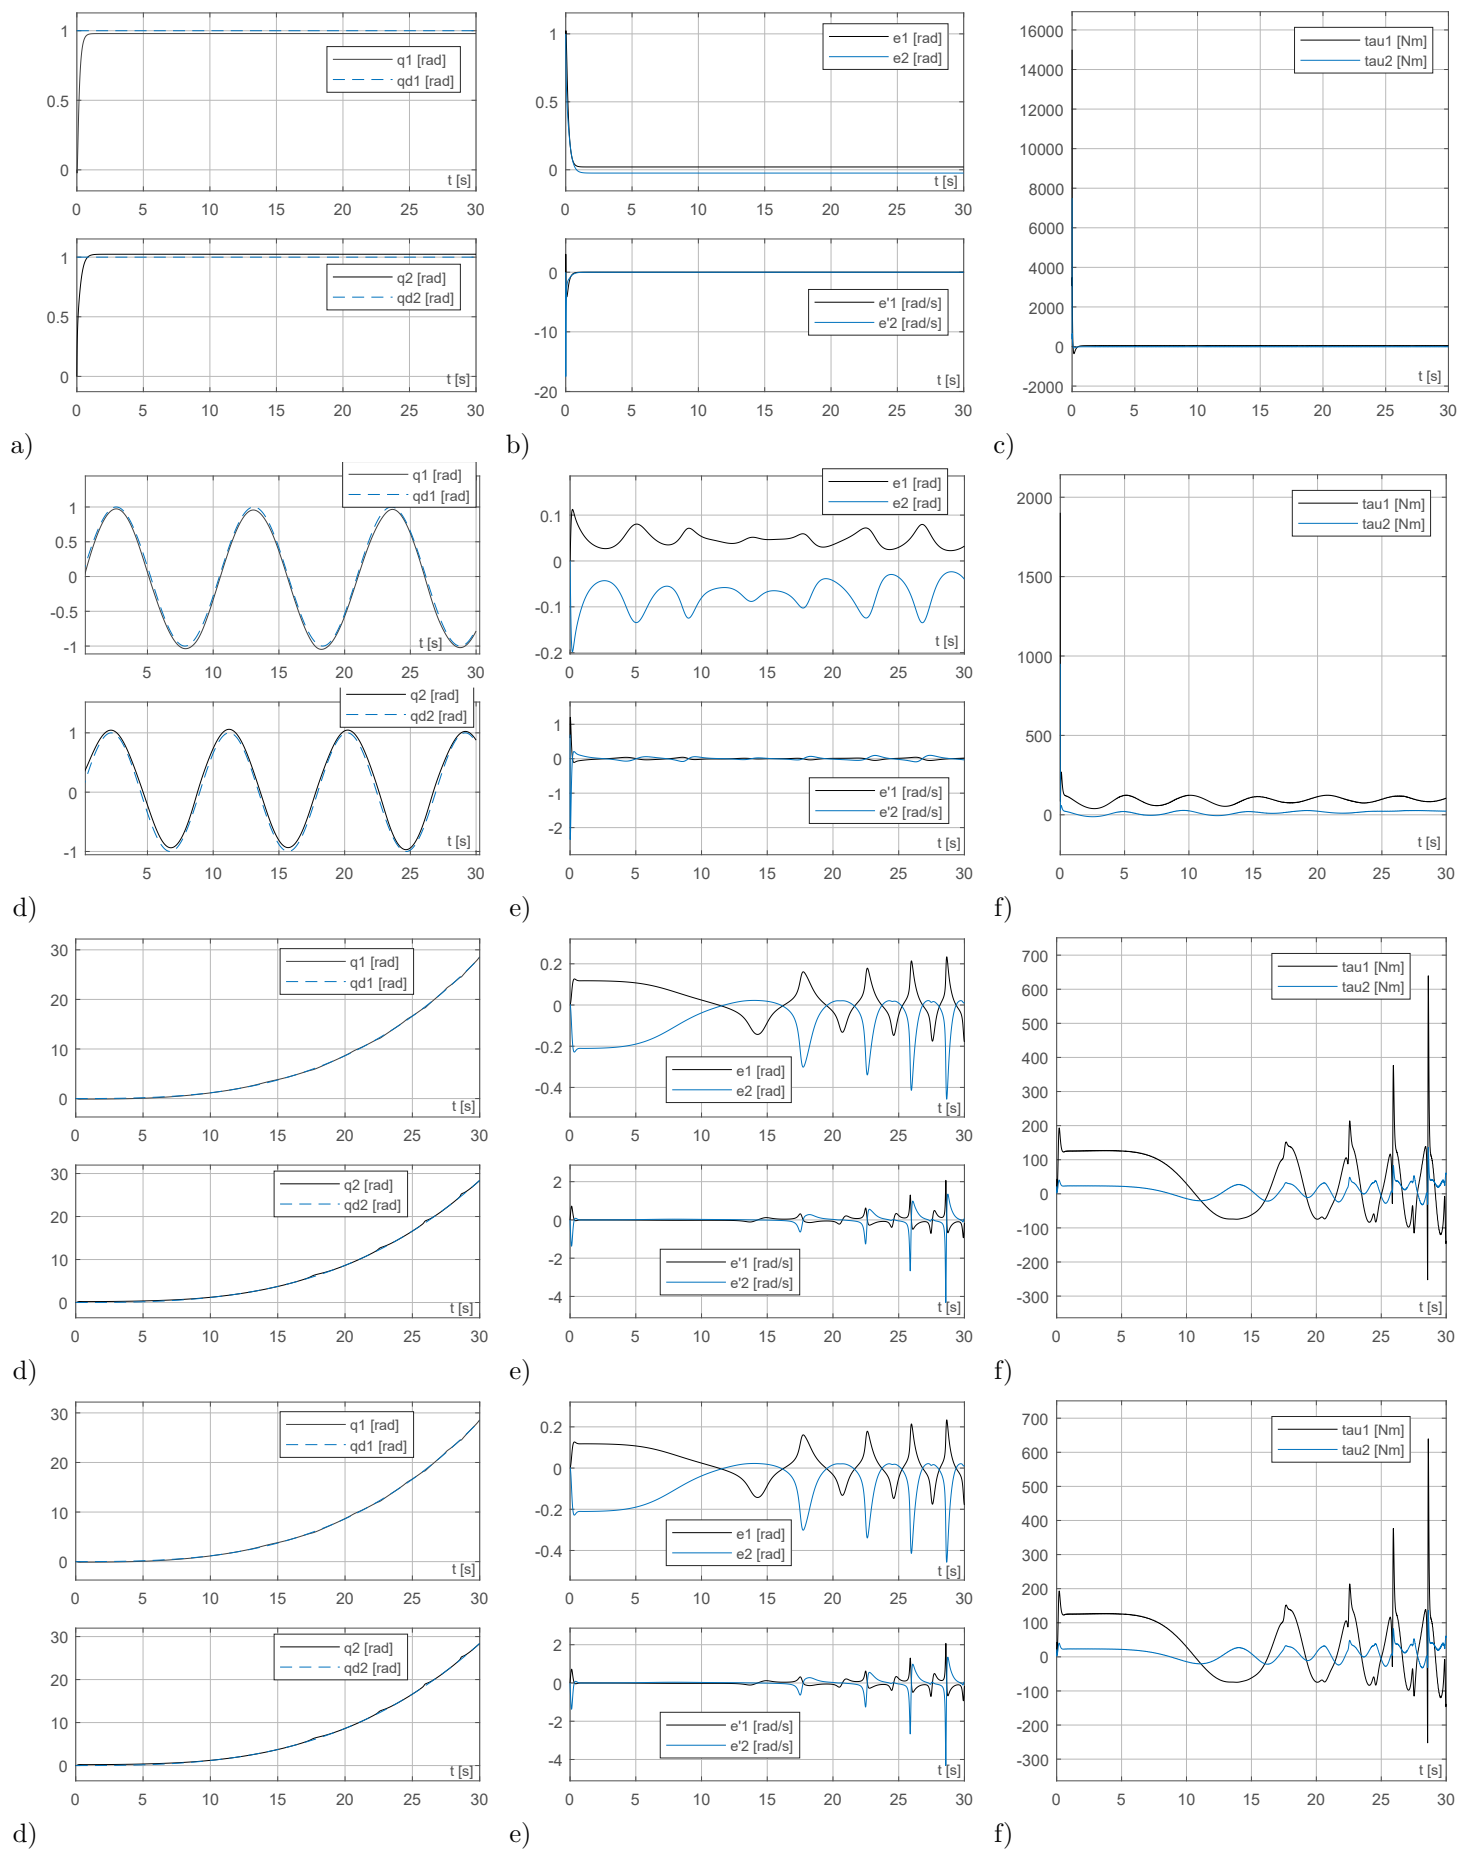 1
0.5
0
q1 [rad]
qd1 [rad]
t [s]
0 5 10 15 20 25 30
1
0.5
0
q2 [rad]
qd2 [rad]
t [s]
0 5 10 15 20 25 30
a)
1
0.5
0
e1 [rad]
e2 [rad]
t [s]
0 5 10 15 20 25 30
0
-10
-20
e'1 [rad/s]
e'2 [rad/s]
t [s]
0 5 10 15 20 25 30
b)
16000
14000
12000
10000
8000
6000
4000
2000
0
-2000
tau1 [Nm]
tau2 [Nm]
t [s]
0 5 10 15 20 25 30
c)
1
0.5
0
-0.5
-1
q1 [rad]
qd1 [rad]
t [s]
5 10 15 20 25 30
1
0
-1
q2 [rad]
qd2 [rad]
t [s]
5 10 15 20 25 30
d)
0.1
0
-0.1
-0.2
e1 [rad]
e2 [rad]
t [s]
0 5 10 15 20 25 30
1
0
-1
-2
e'1 [rad/s]
e'2 [rad/s]
t [s]
0 5 10 15 20 25 30
e)
2000
1500
1000
500
0
tau1 [Nm]
tau2 [Nm]
t [s]
0 5 10 15 20 25 30
f)
30
20
10
0
q1 [rad]
qd1 [rad]
t [s]
0 5 10 15 20 25 30
30
20
10
0
q2 [rad]
qd2 [rad]
t [s]
0 5 10 15 20 25 30
d)
0.2
0
-0.2
-0.4
e1 [rad]
e2 [rad]
t [s]
0 5 10 15 20 25 30
2
0
-2
-4
e'1 [rad/s]
e'2 [rad/s]
t [s]
0 5 10 15 20 25 30
e)
700
600
500
400
300
200
100
0
-100
-200
-300
tau1 [Nm]
tau2 [Nm]
t [s]
0 5 10 15 20 25 30
f)
30
20
10
0
q1 [rad]
qd1 [rad]
t [s]
0 5 10 15 20 25 30
30
20
10
0
q2 [rad]
qd2 [rad]
t [s]
0 5 10 15 20 25 30
d)
0.2
0
-0.2
-0.4
e1 [rad]
e2 [rad]
t [s]
0 5 10 15 20 25 30
2
0
-2
-4
e'1 [rad/s]
e'2 [rad/s]
t [s]
0 5 10 15 20 25 30
e)
700
600
500
400
300
200
100
0
-100
-200
-300
tau1 [Nm]
tau2 [Nm]
t [s]
0 5 10 15 20 25 30
f)